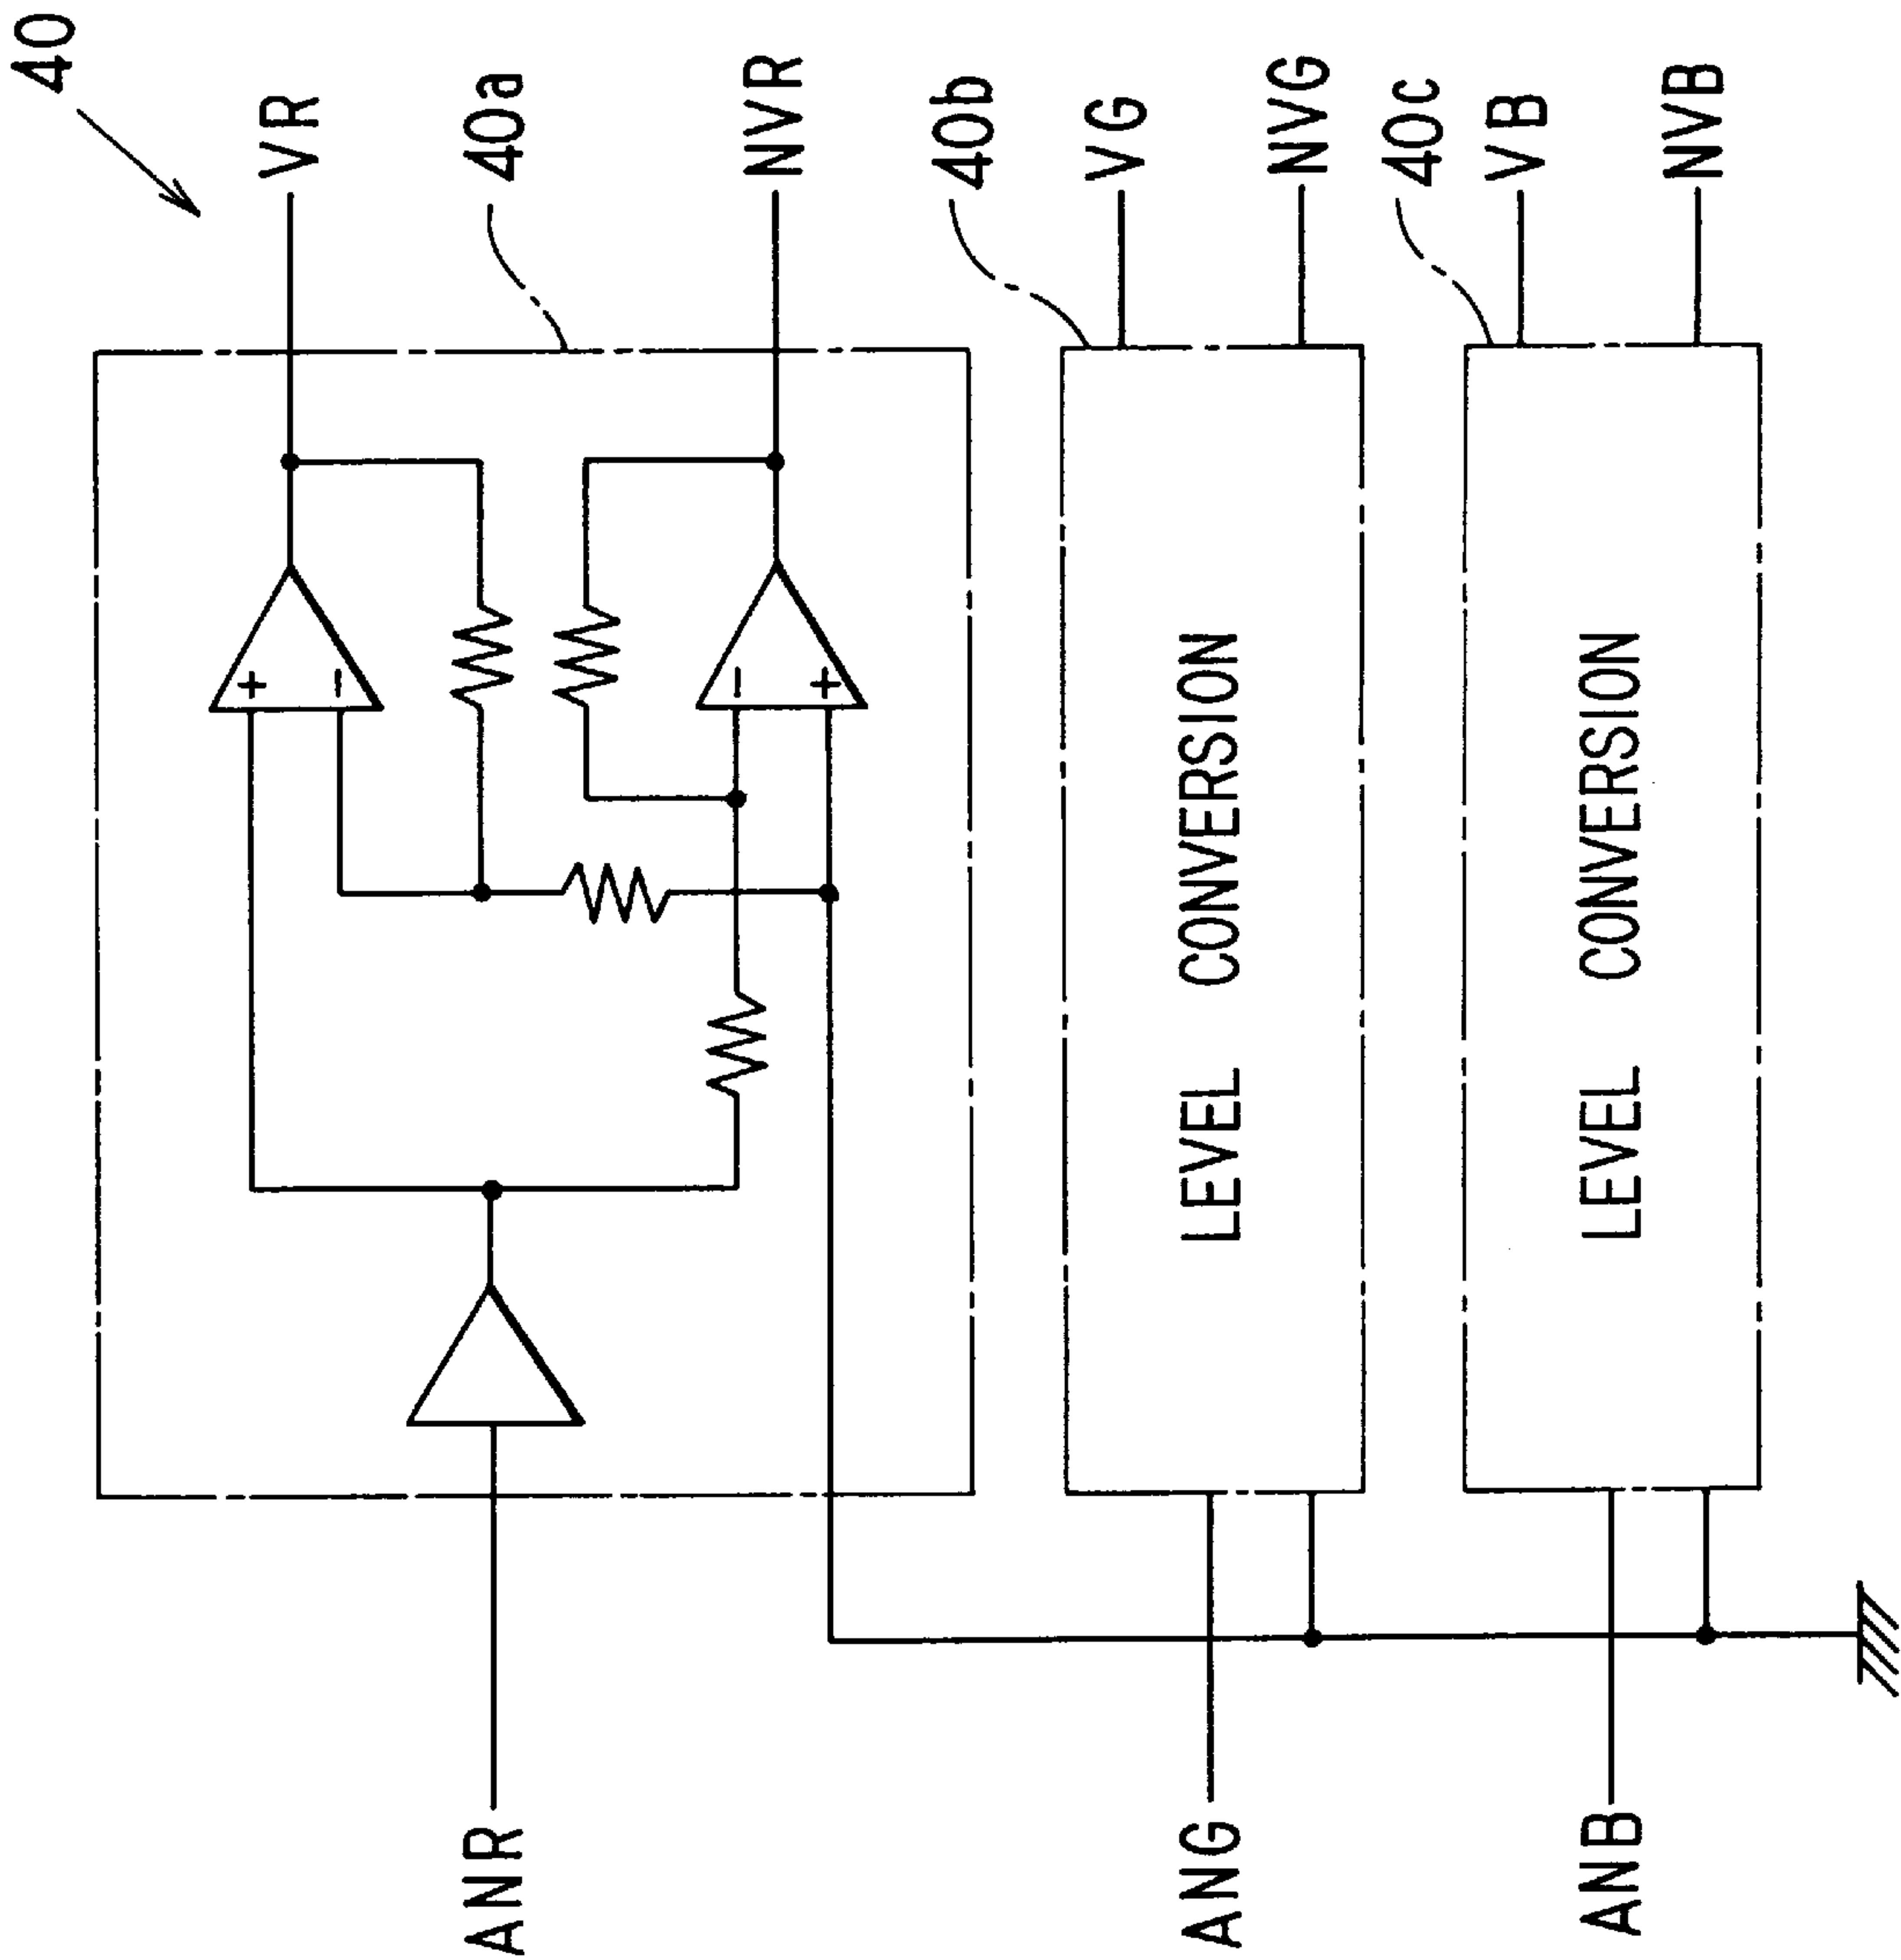 40
VR
40a
NVR
40b
VG
NVG
40c
VB
NVB
+
−
−
+
LEVEL CONVERSION
LEVEL CONVERSION
ANR
ANG
ANB